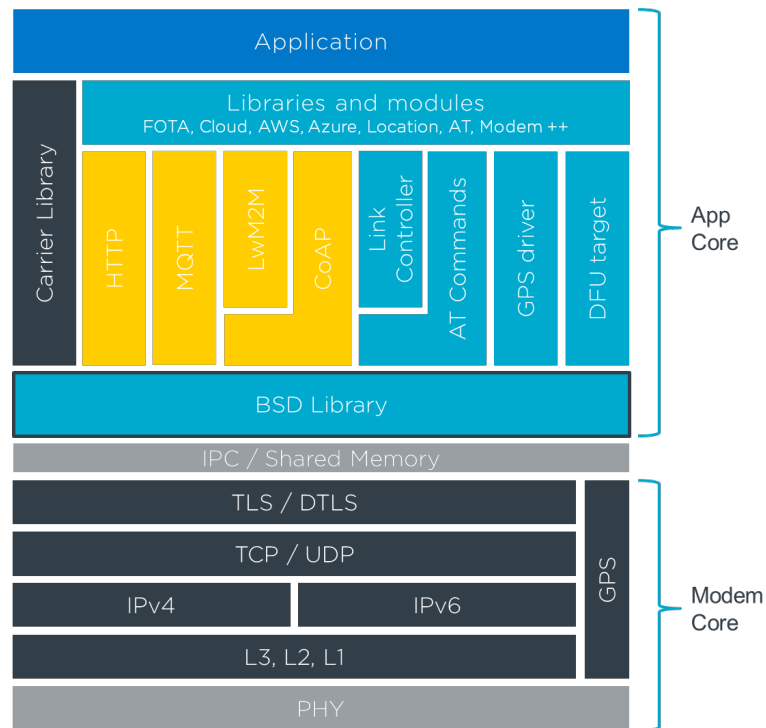 Application
Carrier Library
Libraries and modules
FOTA, Cloud, AWS, Azure, Location, AT, Modem ++
HTTP
MQTT
LwM2M
CoAP
Link
Controller
AT Commands
GPS driver
DFU target
App
Core
BSD Library
IPC / Shared Memory
TLS / DTLS
TCP / UDP
IPv4
IPv6
GPS
L3, L2, L1
Modem
Core
PHY